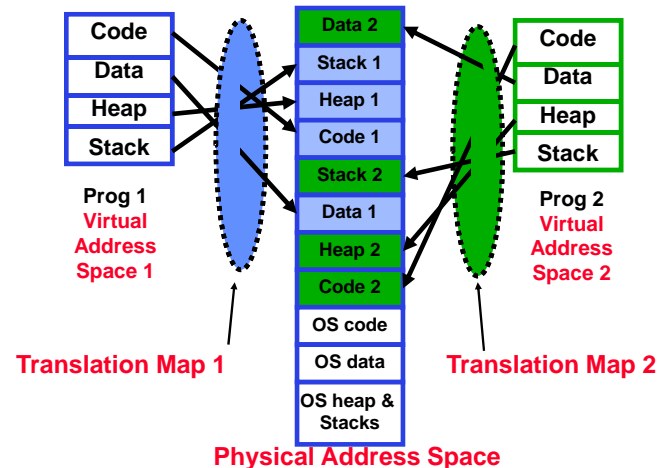 Code
Data
Heap
Stack
Prog 1
Virtual
Address
Space 1
Translation Map 1
Data 2
Stack 1
Heap 1
Code 1
Stack 2
Data 1
Heap 2
Code 2
OS code
OS data
OS heap &
Stacks
Physical Address Space
Code
Data
Heap
Stack
Prog 2
Virtual
Address
Space 2
Translation Map 2